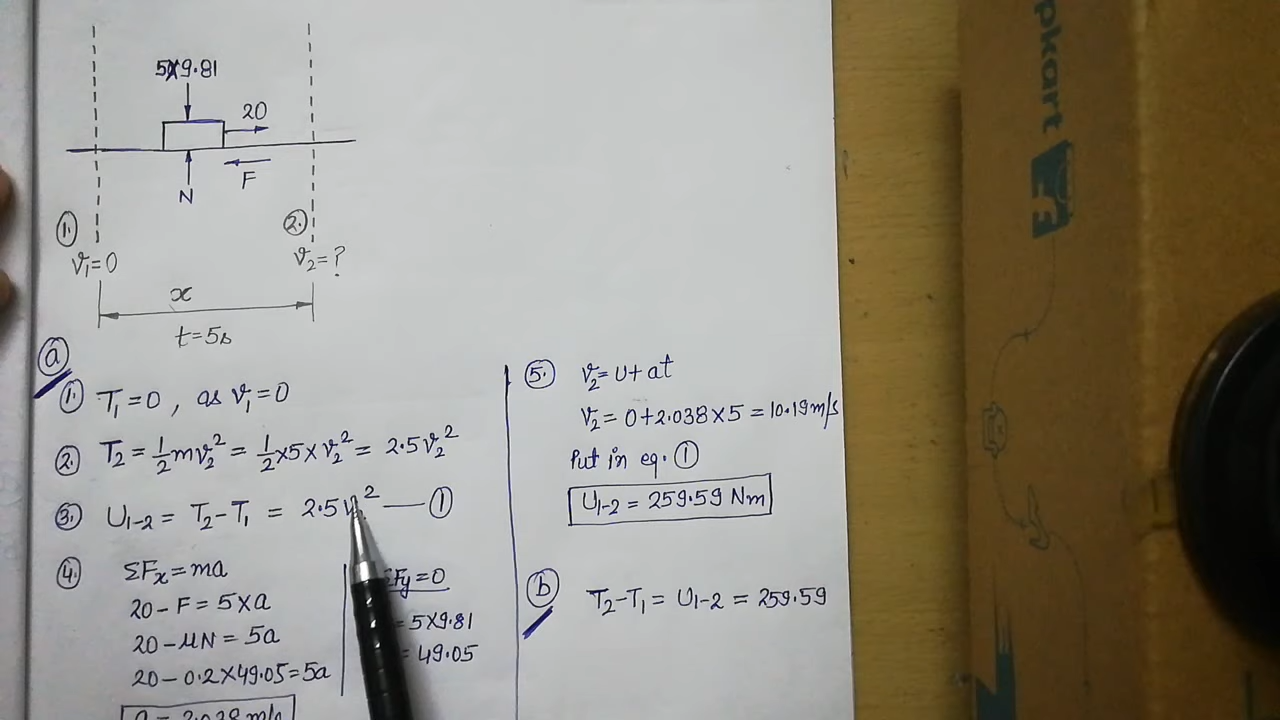 5×9.81
20
F
N
①.
②.
v₁=0
v₂=?
x
t=5s
ⓐ
①. T₁=0, as v₁=0
②. T₂=½mv₂²=½×5×v₂²= 2.5v₂²
③. U₁₋₂= T₂-T₁ = 2.5v²—①
④. ΣFx=ma
20-F=5×a
20-μN=5a
20-0.2×49.05=5a
ΣFy=0
=5×9.81
=49.05
⑤. v₂=u+at
v₂=0+2.038×5=10.19m/s
Put in eq. ①
U₁₋₂=259.59 Nm
ⓑ T₂-T₁=U₁₋₂=259.59
pkart